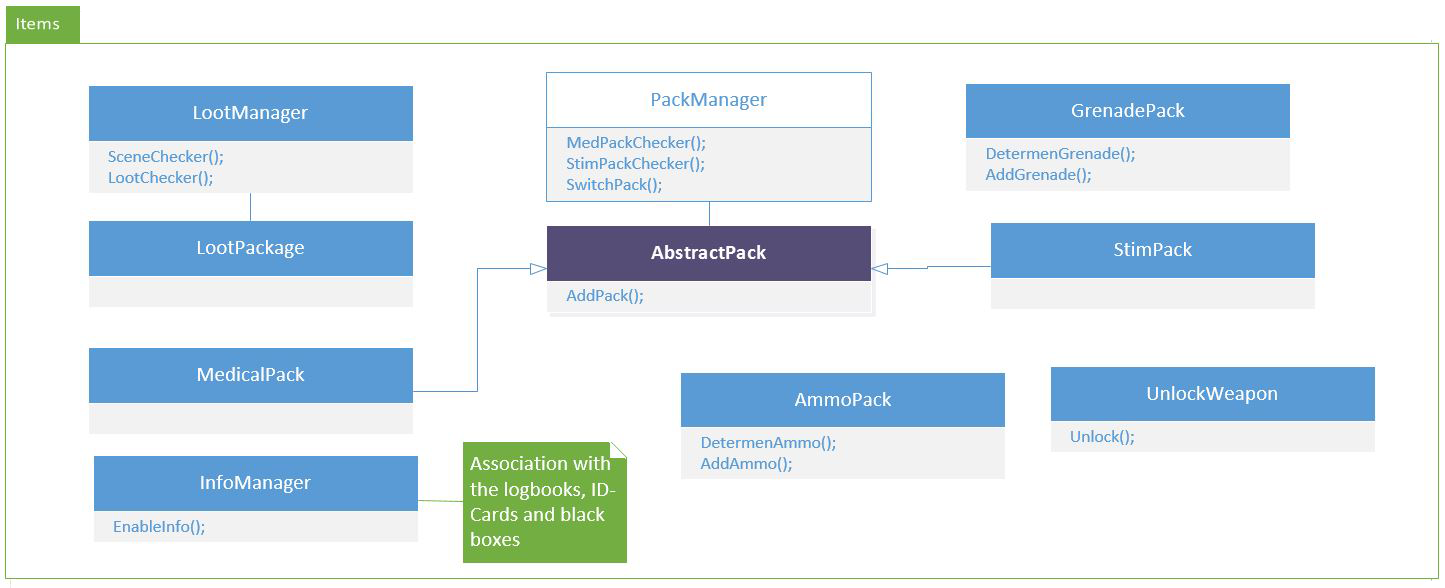 Items
LootManager
SceneChecker();
LootChecker();
PackManager
MedPackChecker();
StimPackChecker();
SwitchPack();
GrenadePack
DetermenGrenade();
AddGrenade();
LootPackage
AbstractPack
AddPack();
StimPack
MedicalPack
AmmoPack
DetermenAmmo();
AddAmmo();
UnlockWeapon
Unlock();
InfoManager
EnableInfo();
Association with
the logbooks, ID-
Cards and black
boxes